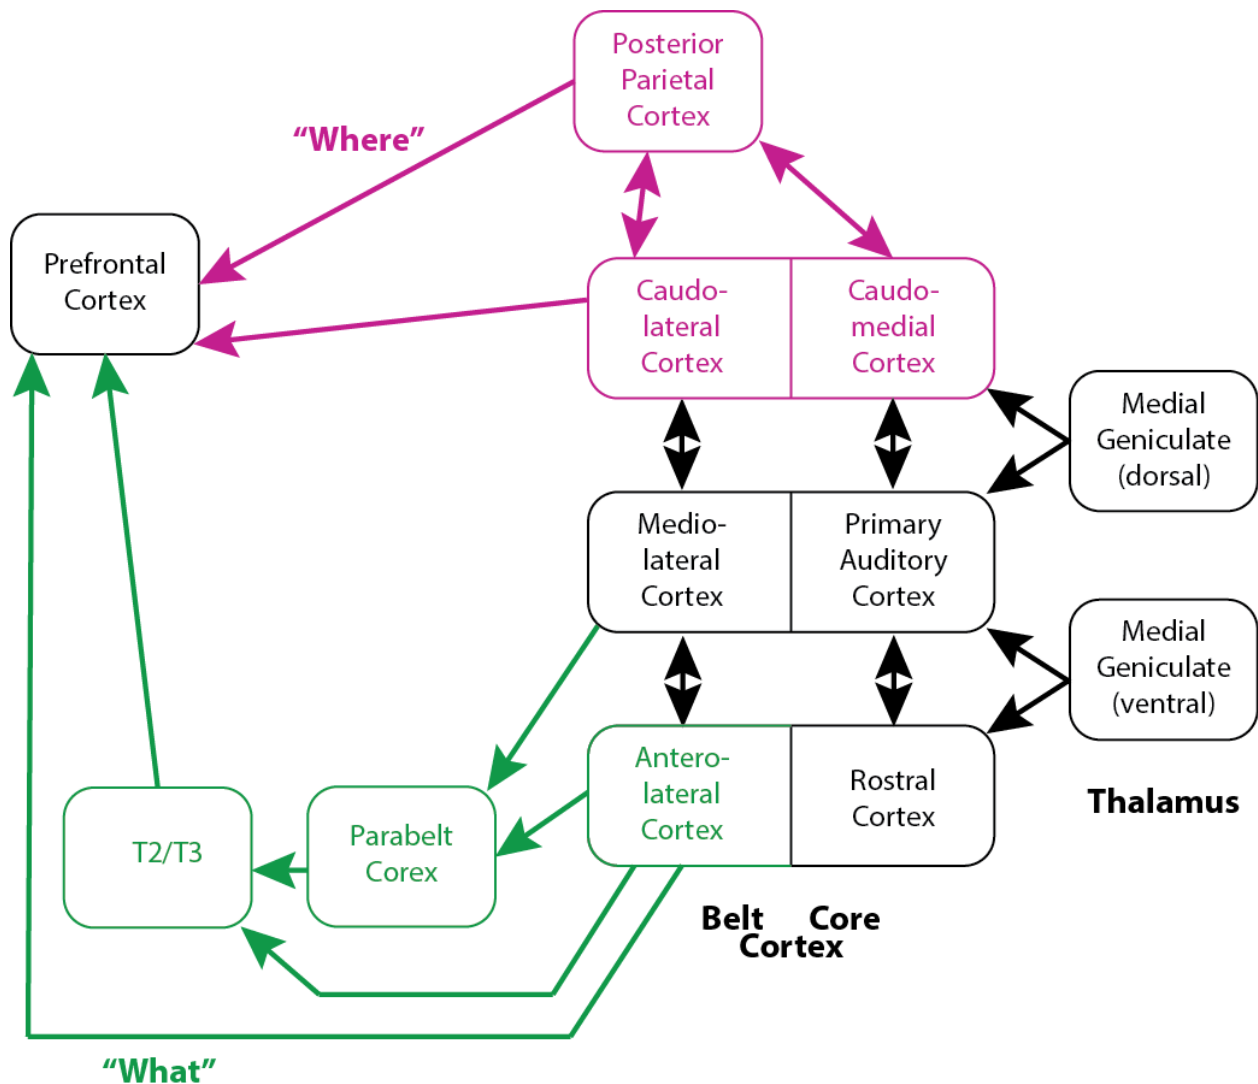 Posterior
Parietal
Cortex
“Where”
Prefrontal
Cortex
Caudo-
lateral
Cortex
Caudo-
medial
Cortex
Medial
Geniculate
(dorsal)
Medio-
lateral
Cortex
Primary
Auditory
Cortex
Medial
Geniculate
(ventral)
Antero-
lateral
Cortex
Rostral
Cortex
Thalamus
T2/T3
Parabelt
Corex
Belt Core
Cortex
“What”